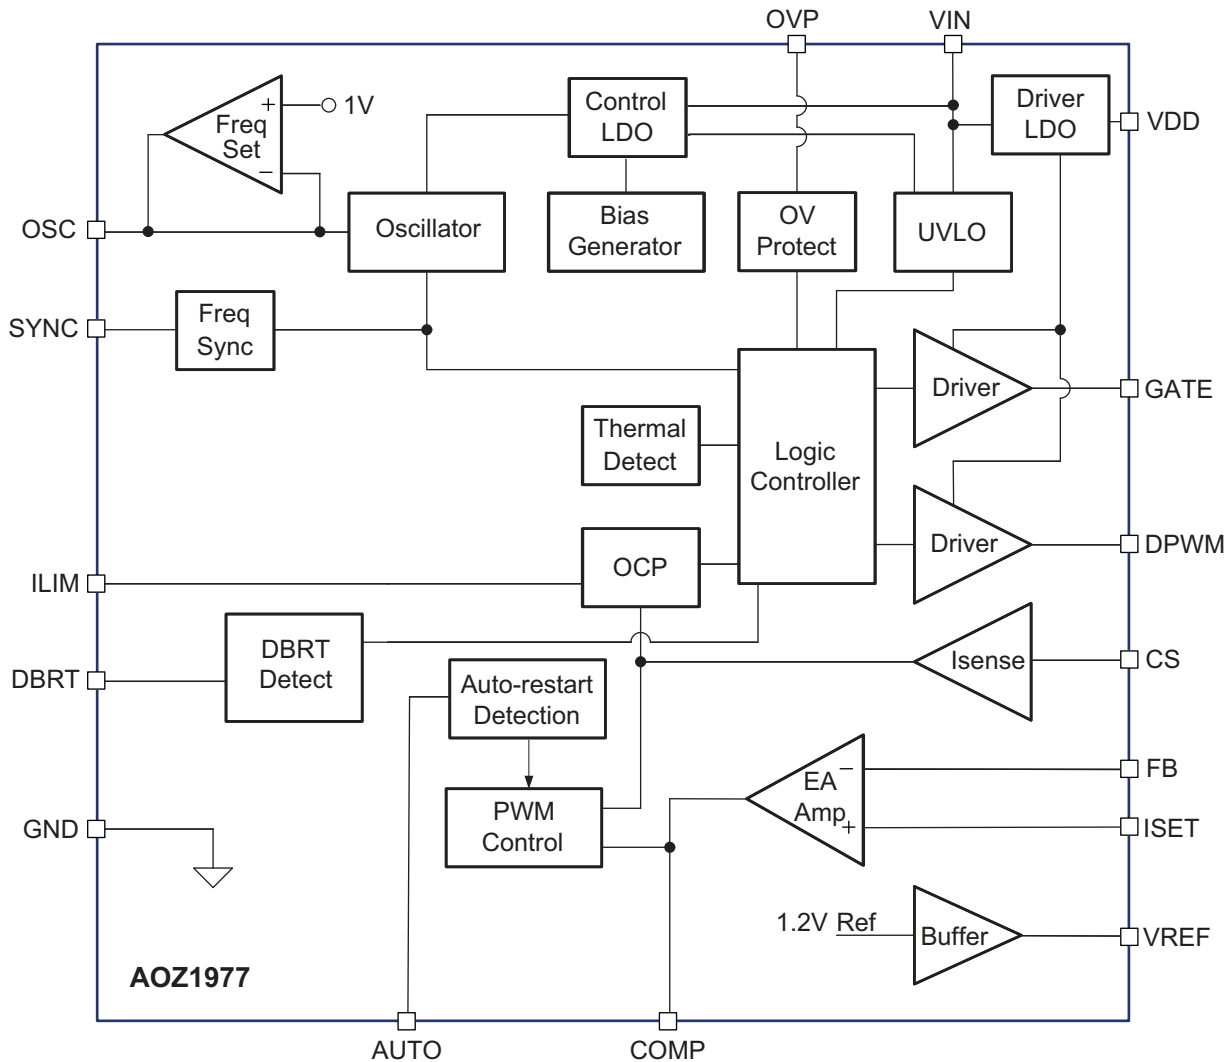 OVP
VIN
+
1V
Freq
Set
−
Control
LDO
Driver
LDO
VDD
OSC
Oscillator
Bias
Generator
OV
Protect
UVLO
SYNC
Freq
Sync
Driver
GATE
Thermal
Detect
Logic
Controller
Driver
DPWM
ILIM
OCP
DBRT
DBRT
Detect
Isense
CS
Auto-restart
Detection
−
EA
Amp
+
FB
ISET
GND
PWM
Control
1.2V Ref
Buffer
VREF
AOZ1977
AUTO
COMP